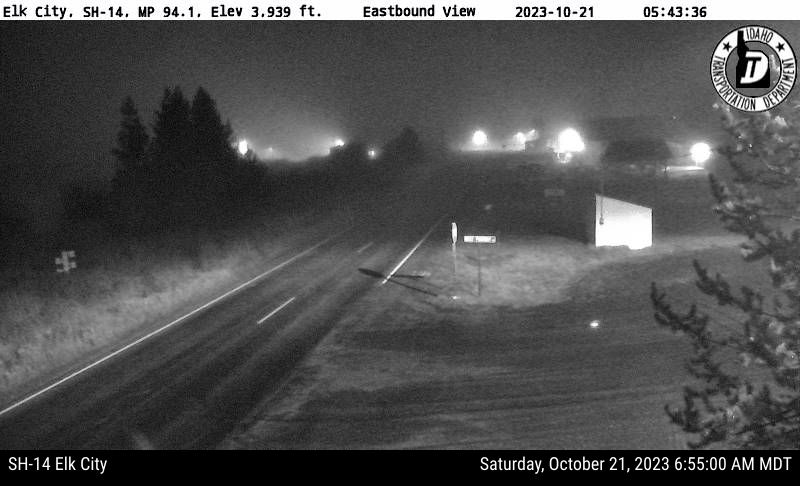 Elk City, SH-14, MP 94.1, Elev 3,939 ft. Eastbound View 2023-10-21 05:43:36
IDAHO
TRANSPORTATION DEPARTMENT
SH-14 Elk City Saturday, October 21, 2023 6:55:00 AM MDT